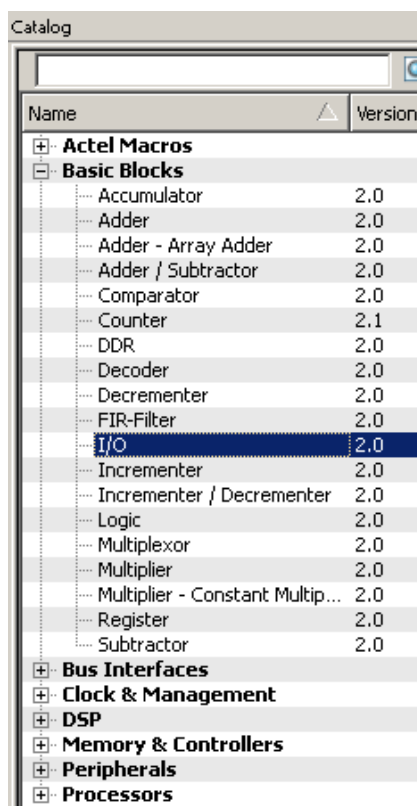 Catalog
Name Version
Actel Macros
Basic Blocks
Accumulator 2.0
Adder 2.0
Adder - Array Adder 2.0
Adder / Subtractor 2.0
Comparator 2.0
Counter 2.1
DDR 2.0
Decoder 2.0
Decrementer 2.0
FIR-Filter 2.0
I/O 2.0
Incrementer 2.0
Incrementer / Decrementer 2.0
Logic 2.0
Multiplexor 2.0
Multiplier 2.0
Multiplier - Constant Multip... 2.0
Register 2.0
Subtractor 2.0
Bus Interfaces
Clock & Management
DSP
Memory & Controllers
Peripherals
Processors